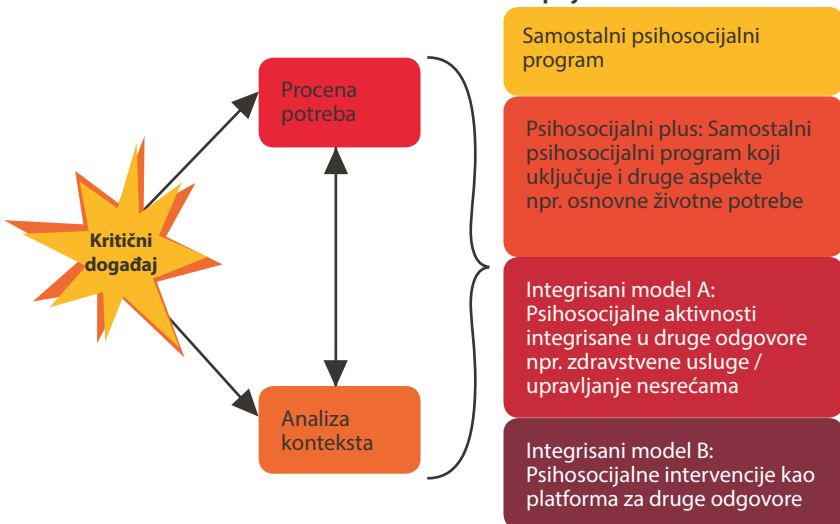 Kritični
događaj
Procena
potreba
Analiza
konteksta
Samostalni psihosocijalni
program
Psihosocijalni plus: Samostalni
psihosocijalni program koji
uključuje i druge aspekte
npr. osnovne životne potrebe
Integrisani model A:
Psihosocijalne aktivnosti
integrisane u druge odgovore
npr. zdravstvene usluge /
upravljanje nesrećama
Integrisani model B:
Psihosocijalne intervencije kao
platforma za druge odgovore